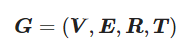 G = (V, E, R, T)